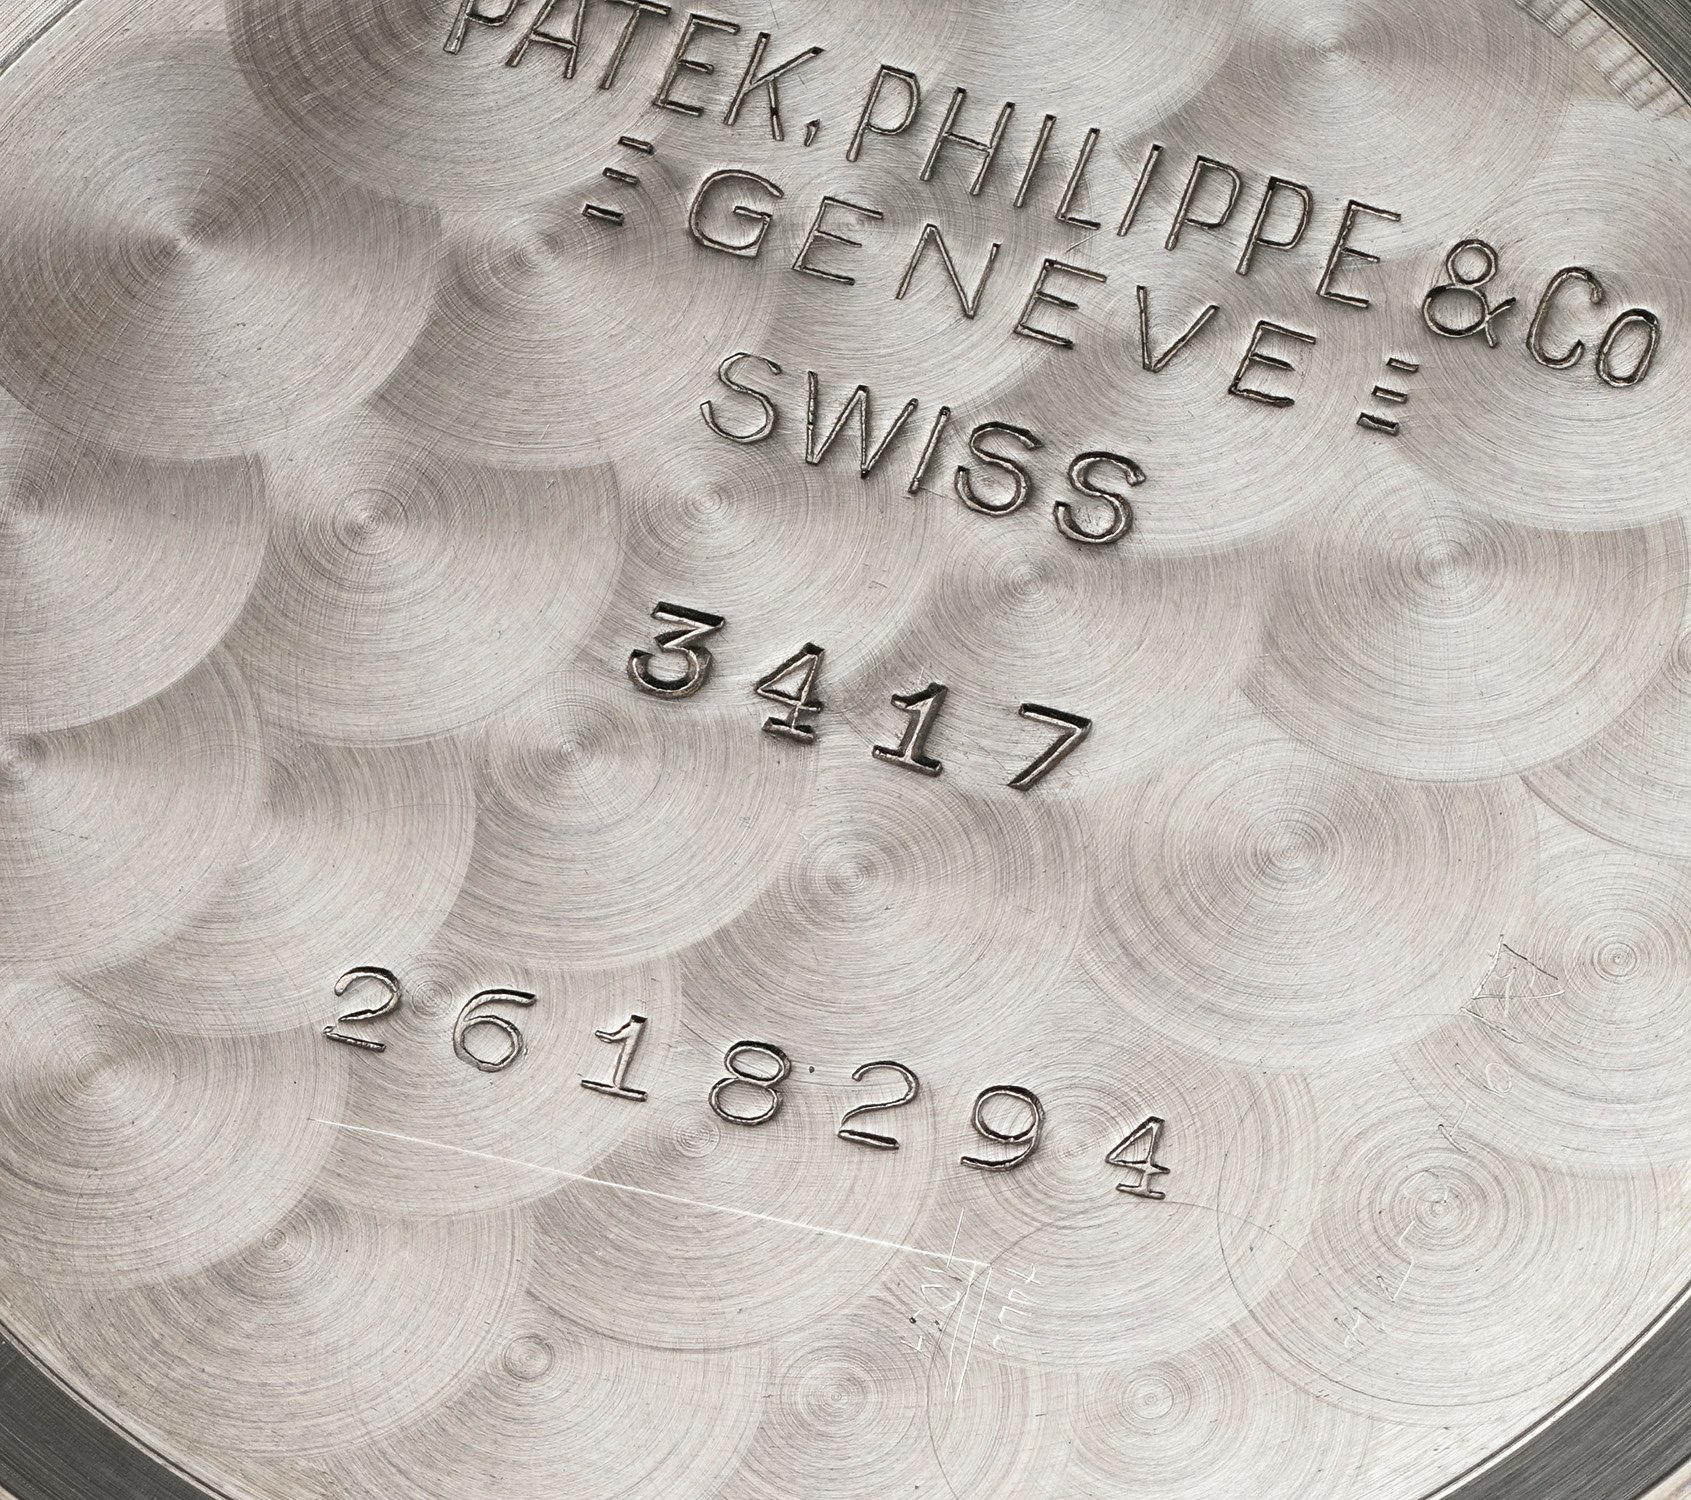 PATEK, PHILIPPE & Co
GENEVE
SWISS
3417
2618294